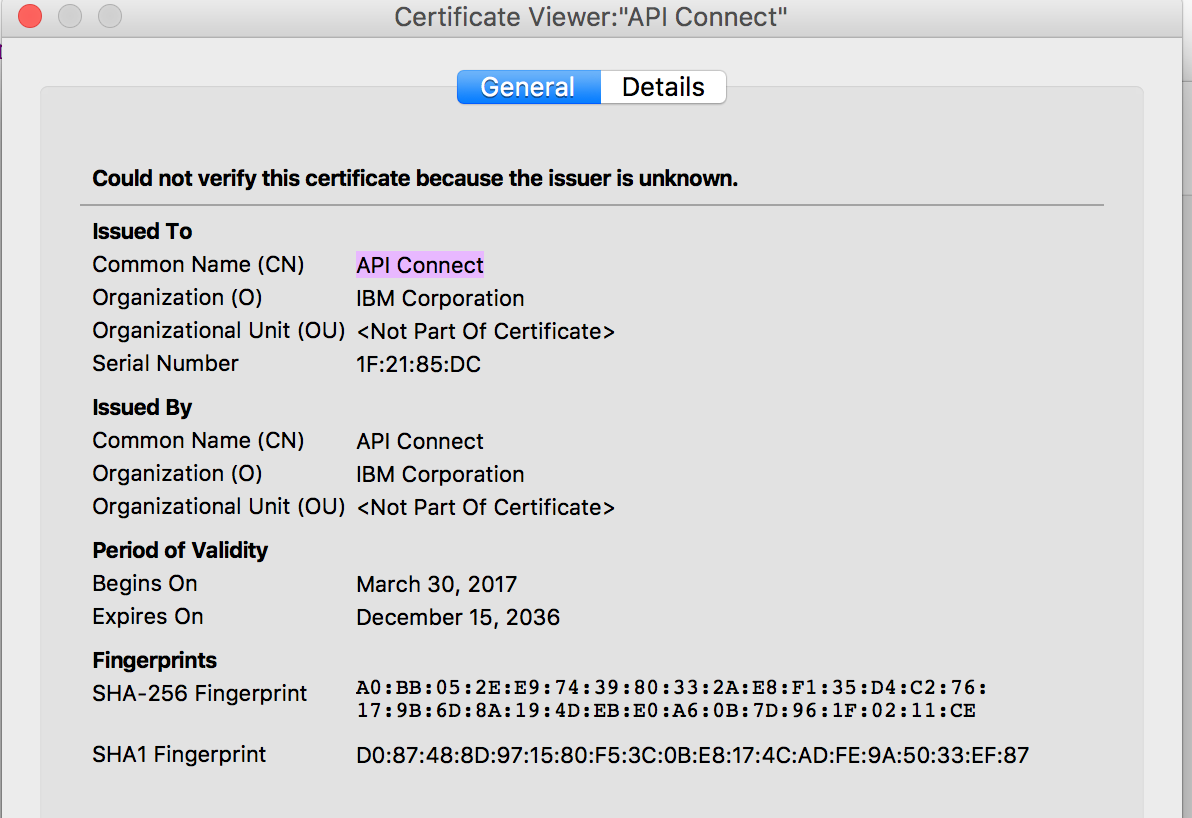 Certificate Viewer:"API Connect"
General Details
Could not verify this certificate because the issuer is unknown.
Issued To
Common Name (CN) API Connect
Organization (O) IBM Corporation
Organizational Unit (OU) <Not Part Of Certificate>
Serial Number 1F:21:85:DC
Issued By
Common Name (CN) API Connect
Organization (O) IBM Corporation
Organizational Unit (OU) <Not Part Of Certificate>
Period of Validity
Begins On March 30, 2017
Expires On December 15, 2036
Fingerprints
SHA-256 Fingerprint A0:BB:05:2E:E9:74:39:80:33:2A:E8:F1:35:D4:C2:76:
17:9B:6D:8A:19:4D:EB:E0:A6:0B:7D:96:1F:02:11:CE
SHA1 Fingerprint D0:87:48:8D:97:15:80:F5:3C:0B:E8:17:4C:AD:FE:9A:50:33:EF:87